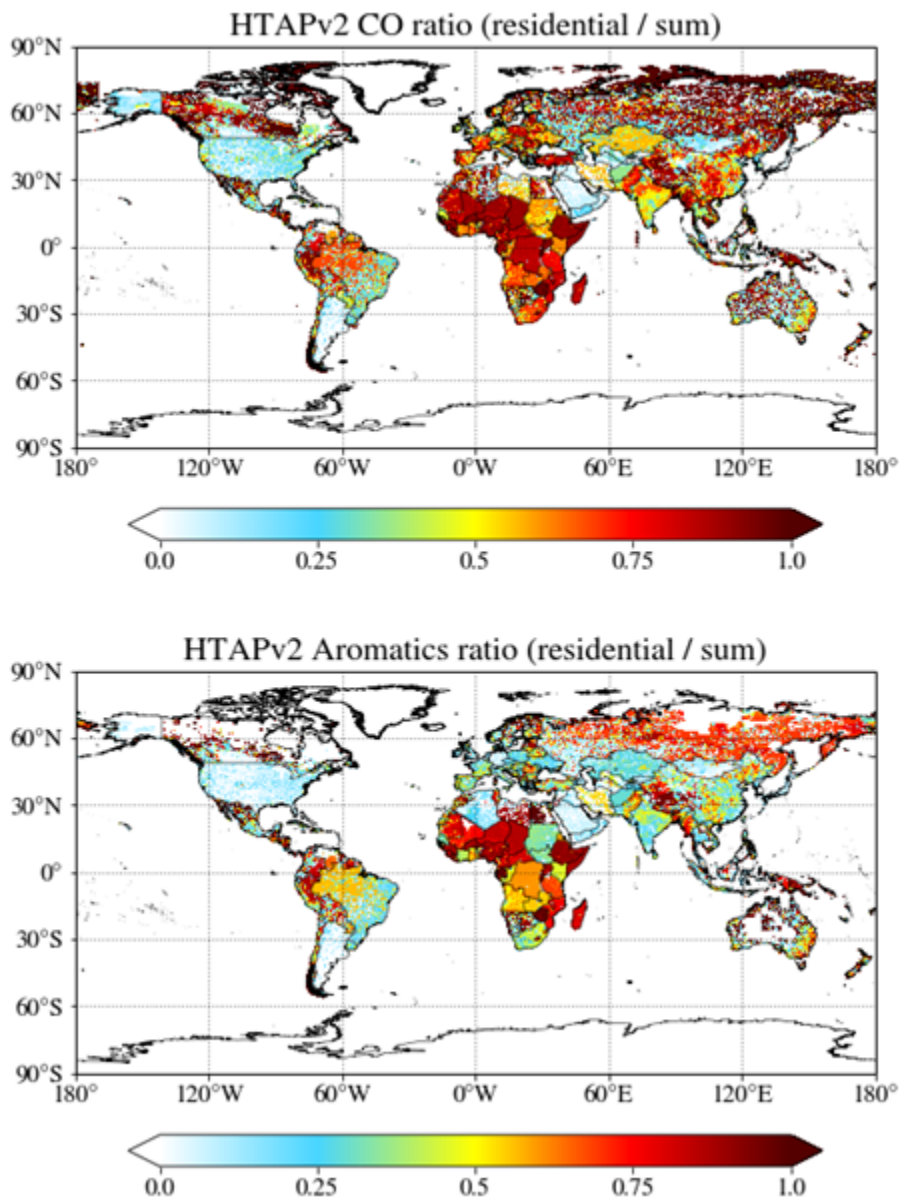 HTAPv2 CO ratio (residential / sum)
90°N
60°N
30°N
0°
30°S
60°S
90°S
180° 120°W 60°W 0°W 60°E 120°E 180°
0.0 0.25 0.5 0.75 1.0
HTAPv2 Aromatics ratio (residential / sum)
90°N
60°N
30°N
0°
30°S
60°S
90°S
180° 120°W 60°W 0°W 60°E 120°E 180°
0.0 0.25 0.5 0.75 1.0